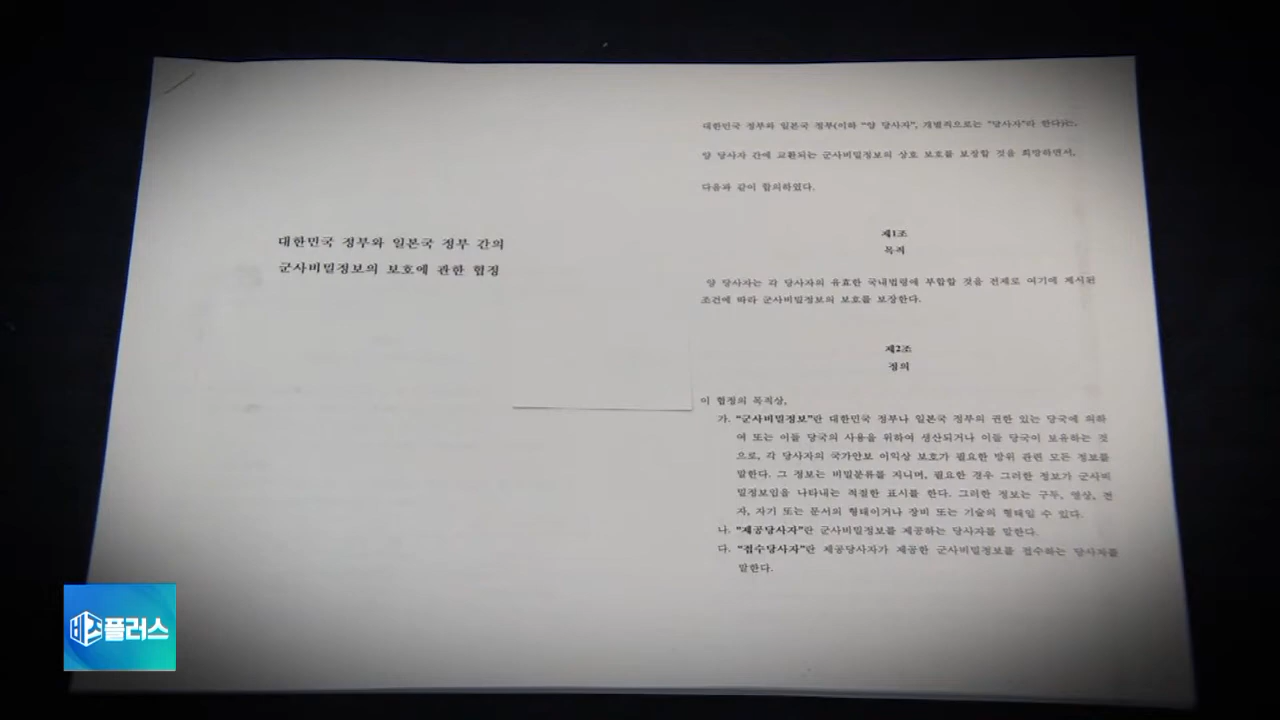 대한민국 정부와 일본국 정부 간의
군사비밀정보의 보호에 관한 협정
대한민국 정부와 일본국 정부(이하 "양 당사자", 개별적으로는 "당사자"라 한다)는,
양 당사자 간에 교환되는 군사비밀정보의 상호 보호를 보장할 것을 희망하면서,
다음과 같이 합의하였다.
제1조
목적
양 당사자는 각 당사자의 유효한 국내법령에 부합할 것을 전제로 여기에 제시된
조건에 따라 군사비밀정보의 보호를 보장한다.
제2조
정의
이 협정의 목적상,
가. "군사비밀정보"란 대한민국 정부나 일본국 정부의 권한 있는 당국에 의하
여 또는 이들 당국의 사용을 위하여 생산되거나 이들 당국이 보유하는 것
으로, 각 당사자의 국가안보 이익상 보호가 필요한 방위 관련 모든 정보를
말한다. 그 정보는 비밀분류를 지니며, 필요한 경우 그러한 정보가 군사비
밀정보임을 나타내는 적절한 표시를 한다. 그러한 정보는 구두, 영상, 전
자, 자기 또는 문서의 형태이거나 장비 또는 기술의 형태일 수 있다.
나. "제공당사자"란 군사비밀정보를 제공하는 당사자를 말한다.
다. "접수당사자"란 제공당사자가 제공한 군사비밀정보를 접수하는 당사자를
말한다.
비즈플러스